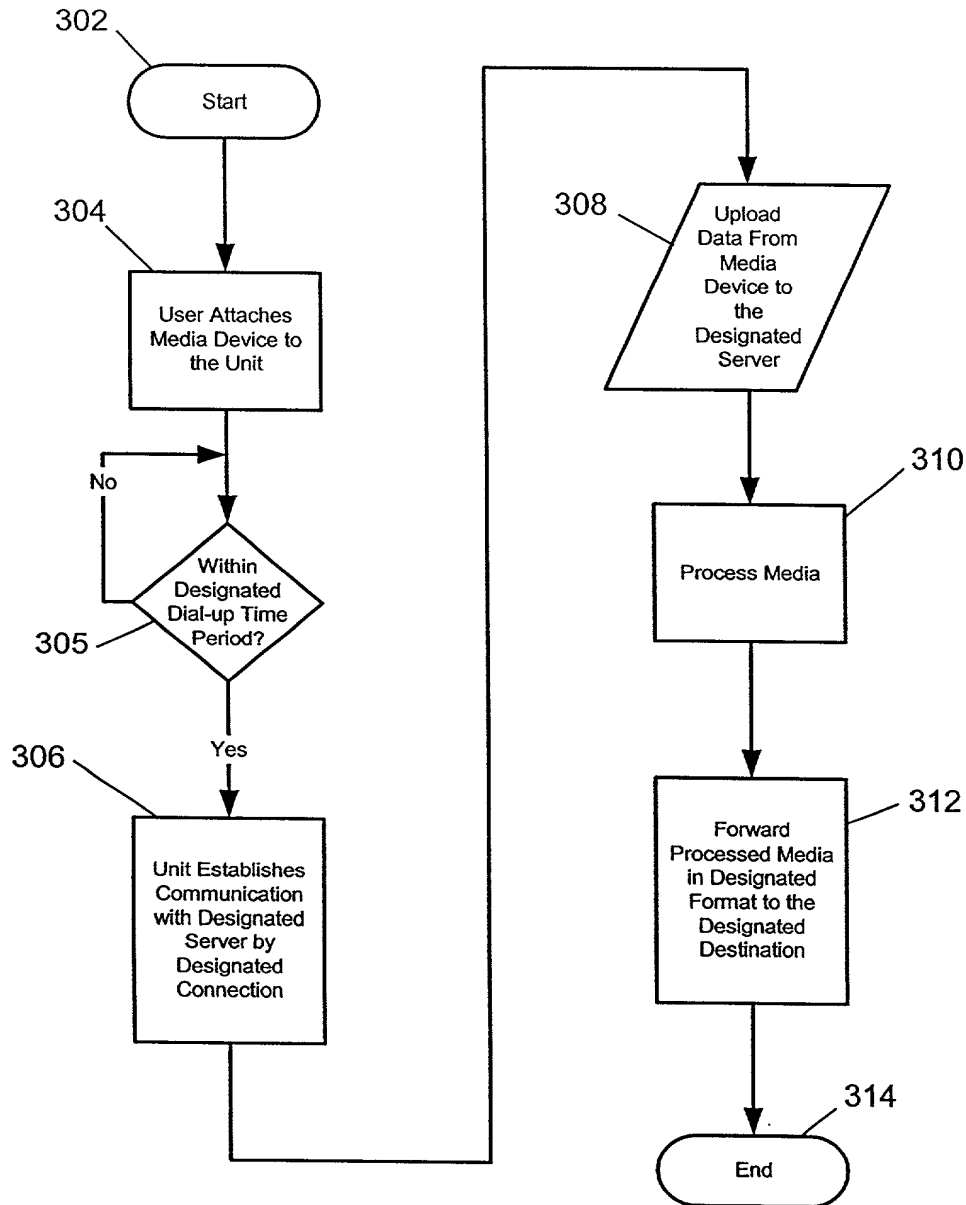 302
Start
304
User Attaches
Media Device to
the Unit
No
Within
Designated
Dial-up Time
Period?
305
Yes
306
Unit Establishes
Communication
with Designated
Server by
Designated
Connection
308
Upload
Data From
Media
Device to
the
Designated
Server
310
Process Media
312
Forward
Processed Media
in Designated
Format to the
Designated
Destination
314
End